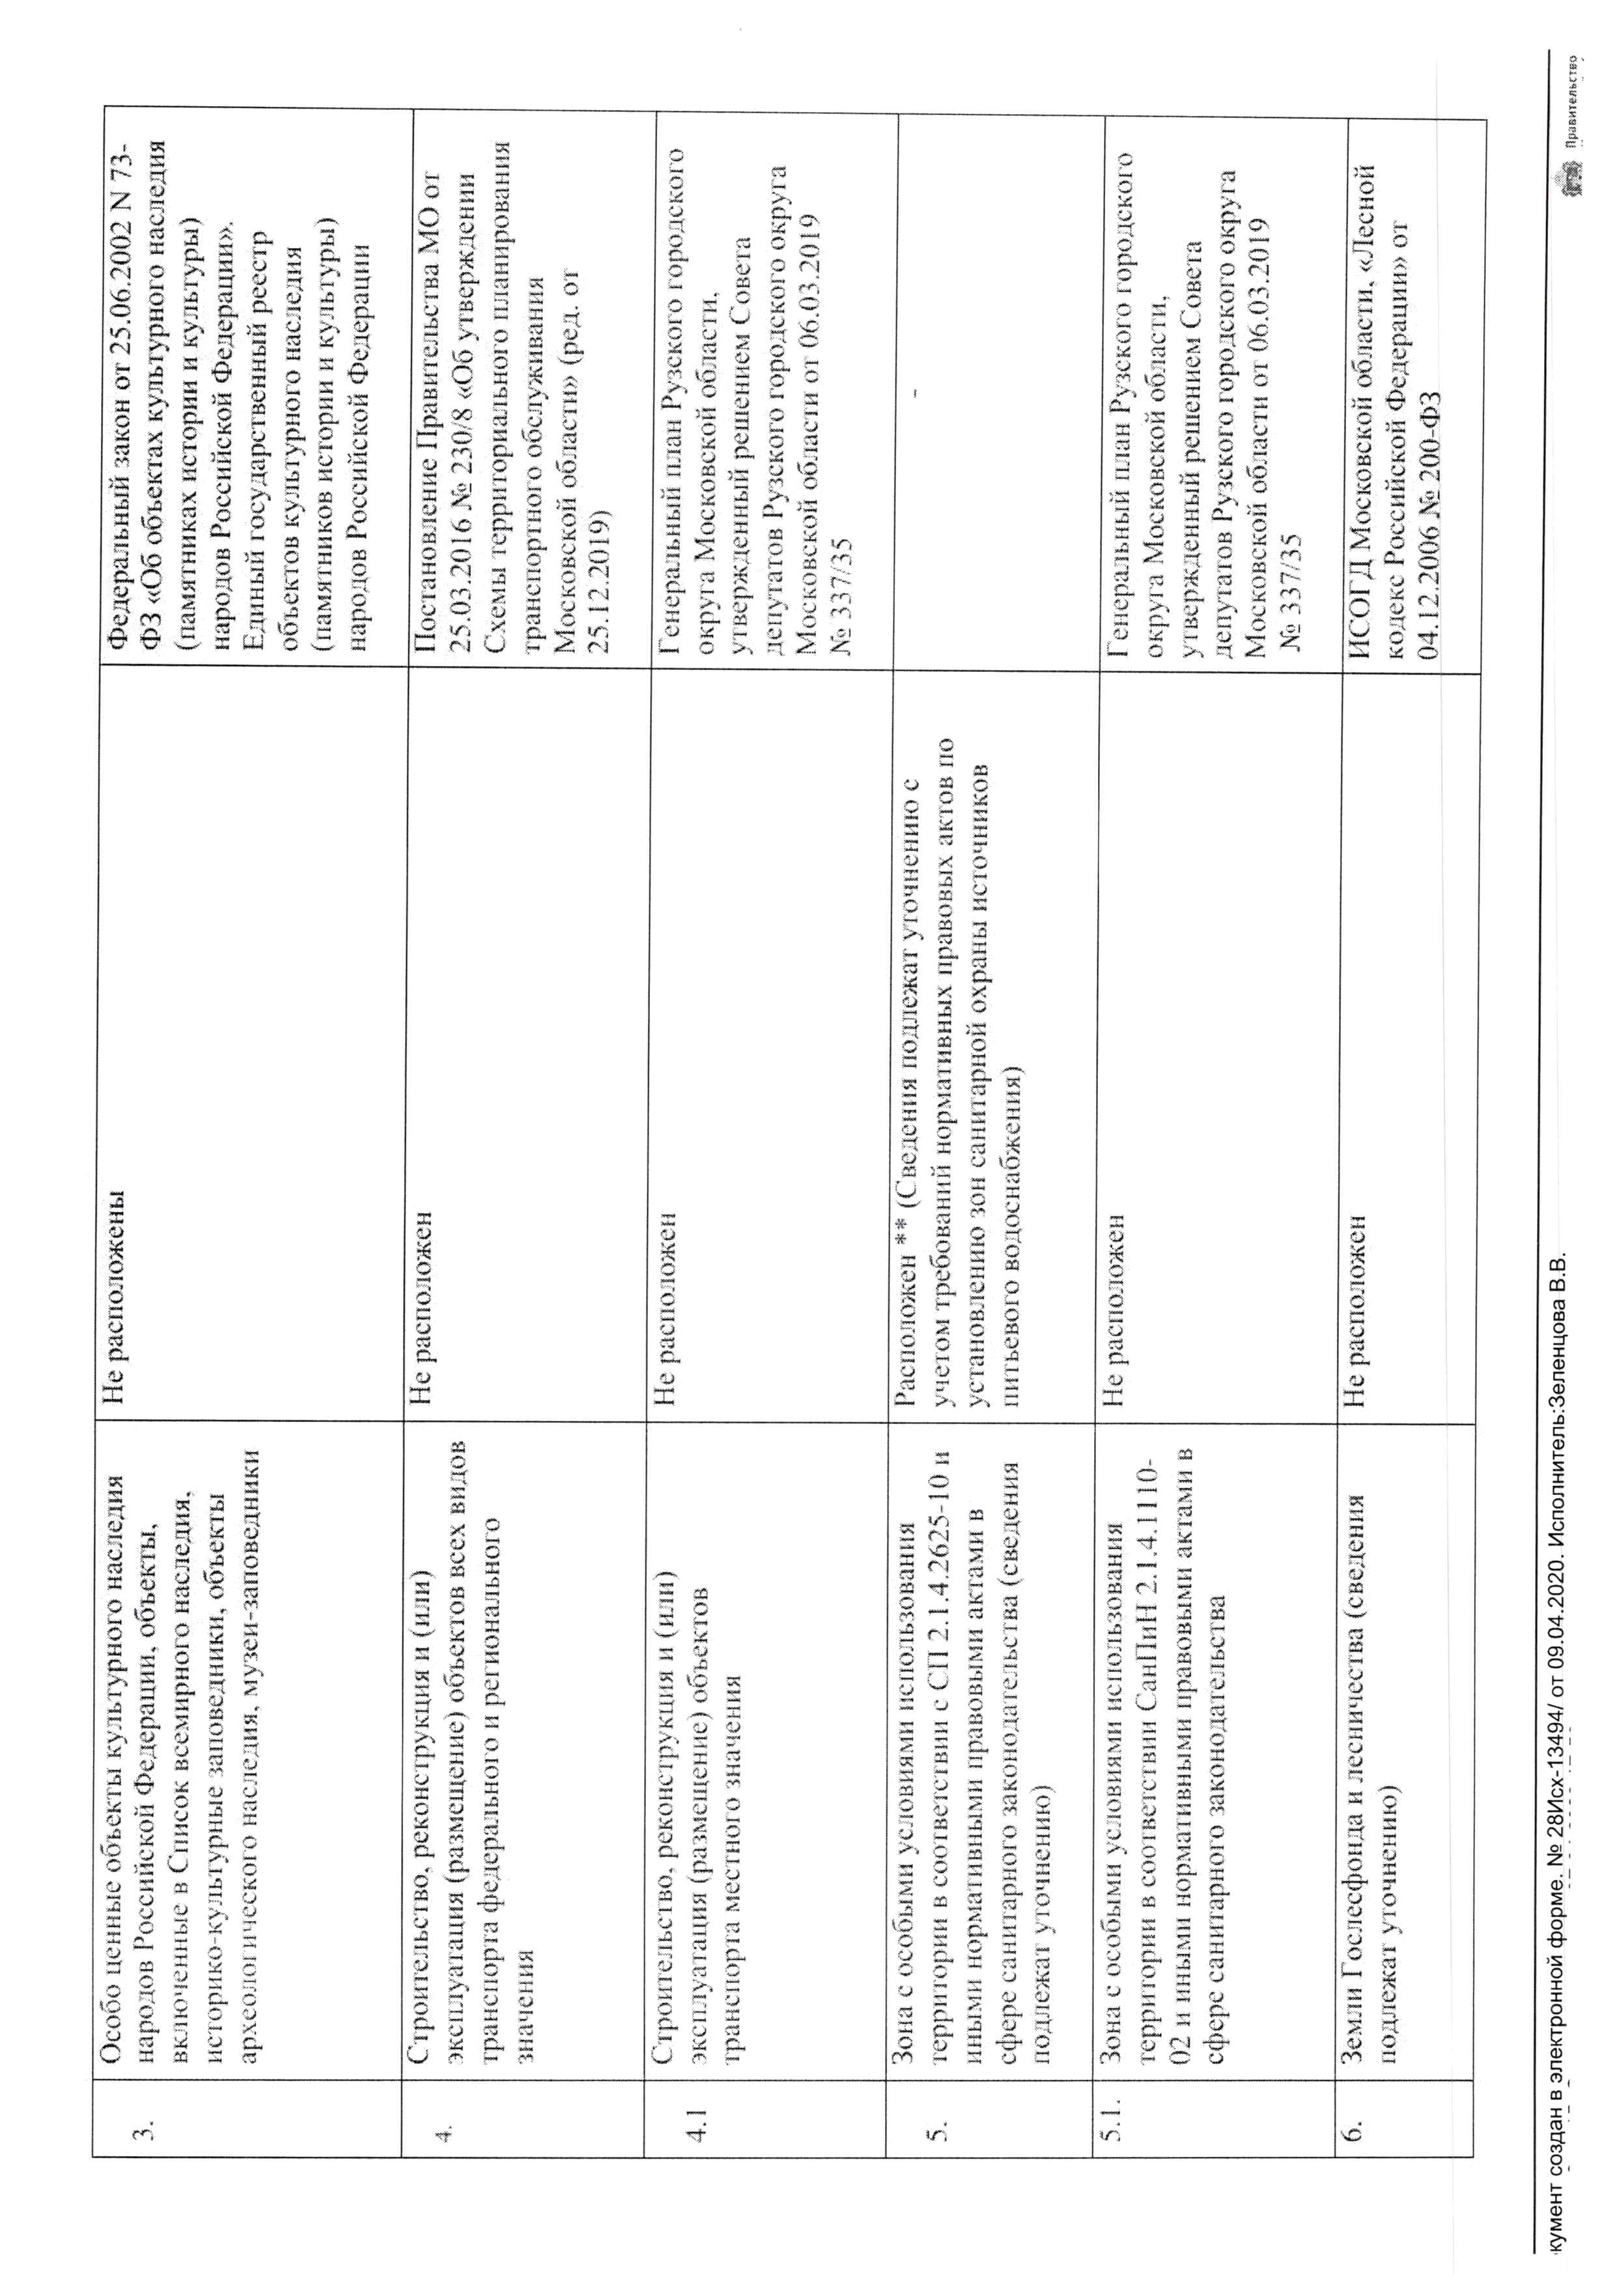 3.
Особо ценные объекты культурного наследия
народов Российской Федерации, объекты,
включенные в Список всемирного наследия,
историко-культурные заповедники, объекты
археологического наследия, музеи-заповедники
Не расположены
Федеральный закон от 25.06.2002 N 73-
ФЗ «Об объектах культурного наследия
(памятниках истории и культуры)
народов Российской Федерации».
Единый государственный реестр
объектов культурного наследия
(памятников истории и культуры)
народов Российской Федерации
4.
Строительство, реконструкция и (или)
эксплуатация (размещение) объектов всех видов
транспорта федерального и регионального
значения
Не расположен
Постановление Правительства МО от
25.03.2016 № 230/8 «Об утверждении
Схемы территориального планирования
транспортного обслуживания
Московской области» (ред. от
25.12.2019)
4.1
Строительство, реконструкция и (или)
эксплуатация (размещение) объектов
транспорта местного значения
Не расположен
Генеральный план Рузского городского
округа Московской области,
утвержденный решением Совета
депутатов Рузского городского округа
Московской области от 06.03.2019
№ 337/35
5.
Зона с особыми условиями использования
территории в соответствии с СП 2.1.4.2625-10 и
иными нормативными правовыми актами в
сфере санитарного законодательства (сведения
подлежат уточнению)
Расположен ** (Сведения подлежат уточнению с
учетом требований нормативных правовых актов по
установлению зон санитарной охраны источников
питьевого водоснабжения)
-
5.1.
Зона с особыми условиями использования
территории в соответствии СанПиН 2.1.4.1110-
02 и иными нормативными правовыми актами в
сфере санитарного законодательства
Не расположен
Генеральный план Рузского городского
округа Московской области,
утвержденный решением Совета
депутатов Рузского городского округа
Московской области от 06.03.2019
№ 337/35
6.
Земли Гослесфонда и лесничества (сведения
подлежат уточнению)
Не расположен
ИСОГД Московской области, «Лесной
кодекс Российской Федерации» от
04.12.2006 № 200-ФЗ
кумент создан в электронной форме. № 28Исх-13494/ от 09.04.2020. Исполнитель:Зеленцова В.В.
Правительство